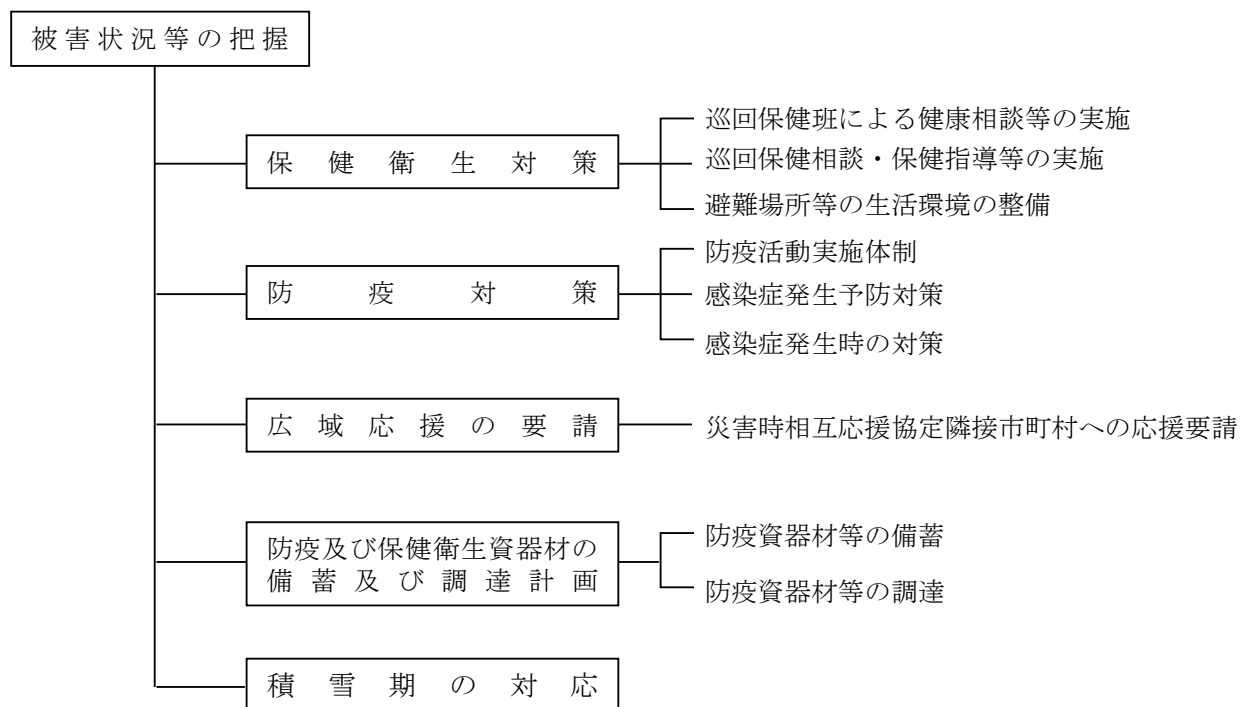 被害状況等の把握
保健衛生対策
巡回保健班による健康相談等の実施
巡回保健相談・保健指導等の実施
避難場所等の生活環境の整備
防疫対策
防疫活動実施体制
感染症発生予防対策
感染症発生時の対策
広域応援の要請
災害時相互応援協定隣接市町村への応援要請
防疫及び保健衛生資器材の
備蓄及び調達計画
防疫資器材等の備蓄
防疫資器材等の調達
積雪期の対応